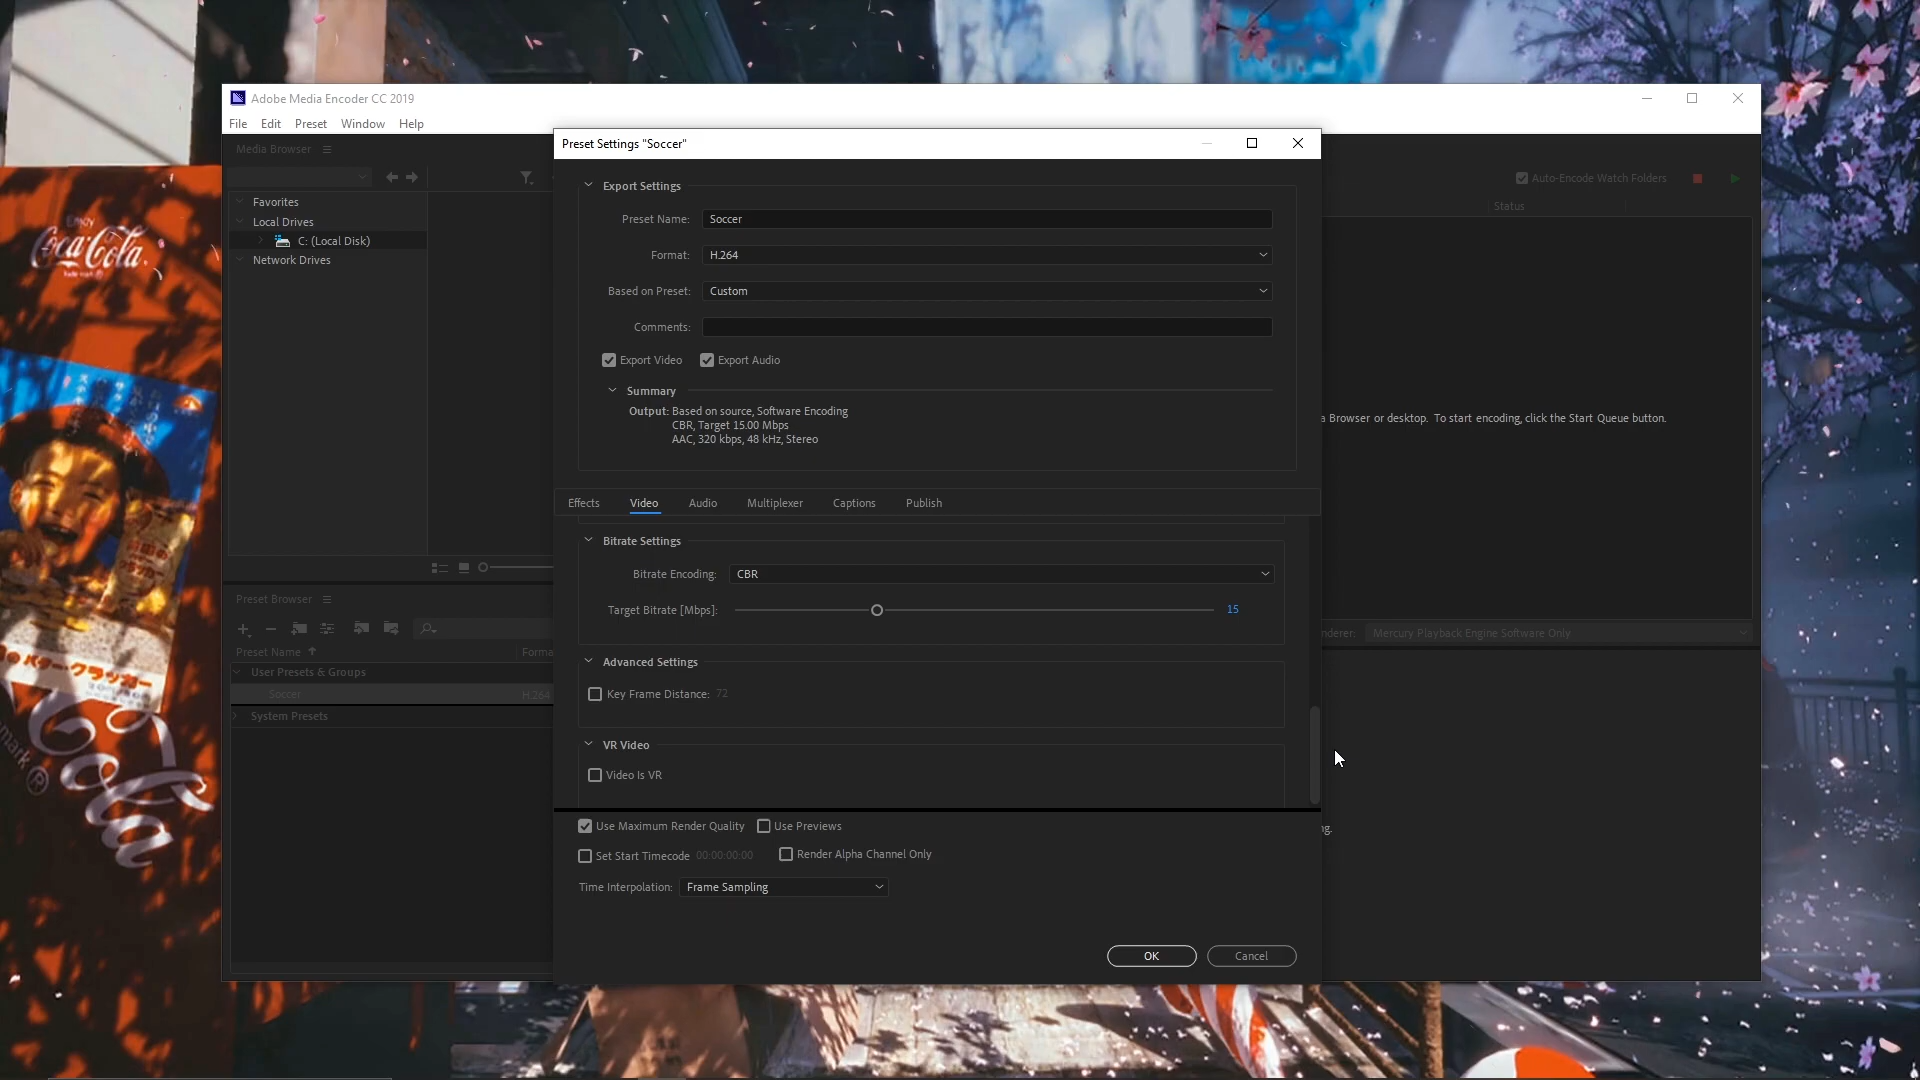 Adobe Media Encoder CC 2019
File Edit Preset Window Help
Media Browser
Favorites
Local Drives
C: (Local Disk)
Network Drives
Preset Browser
Preset Name
Forma
User Presets & Groups
Soccer H.264
System Presets
Preset Settings "Soccer"
Export Settings
Preset Name: Soccer
Format: H.264
Based on Preset: Custom
Comments:
Export Video Export Audio
Summary
Output: Based on source, Software Encoding
CBR, Target 15.00 Mbps
AAC, 320 kbps, 48 kHz, Stereo
Effects Video Audio Multiplexer Captions Publish
Bitrate Settings
Bitrate Encoding: CBR
Target Bitrate [Mbps]: 15
Advanced Settings
Key Frame Distance: 72
VR Video
Video Is VR
Use Maximum Render Quality Use Previews
Set Start Timecode 00:00:00:00 Render Alpha Channel Only
Time Interpolation: Frame Sampling
OK Cancel
Auto-Encode Watch Folders
Status
a Browser or desktop. To start encoding, click the Start Queue button.
nderer: Mercury Playback Engine Software Only
ng.
Enjoy
Coca-Cola
trade mark ®
mark ®